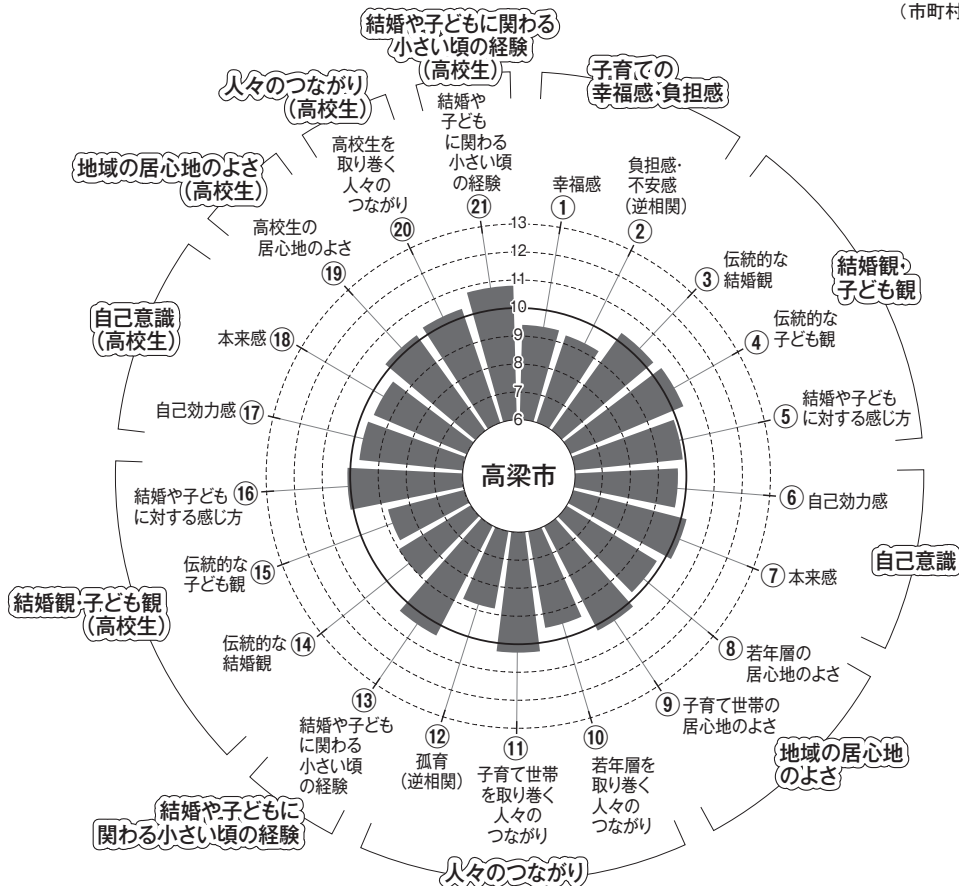 （市町村
結婚や子どもに関わる
小さい頃の経験
（高校生）
子育ての
幸福感・負担感
人々のつながり
（高校生）
地域の居心地のよさ
（高校生）
自己意識
（高校生）
結婚観・
子ども観
結婚や
子ども
に関わる
小さい頃
の経験
㉑
高校生を
取り巻く
人々の
つながり
⑳
高校生の
居心地のよさ
⑲
本来感⑱
自己効力感⑰
幸福感
①
負担感・
不安感
（逆相関）
②
③伝統的な
結婚観
伝統的な
④子ども観
⑤結婚や子ども
に対する感じ方
13
12
11
10
9
8
7
6
高梁市
結婚や子ども⑯
に対する感じ方
⑥自己効力感
伝統的な
子ども観⑮
⑦本来感
自己意識
結婚観・子ども観
（高校生）
伝統的な⑭
結婚観
⑧若年層の
居心地のよさ
⑬
結婚や子ども
に関わる
小さい頃
の経験
⑨子育て世帯の
居心地のよさ
⑫
孤育
（逆相関）
⑪
子育て世帯
を取り巻く
人々の
つながり
⑩
若年層を
取り巻く
人々の
つながり
地域の居心地
のよさ
結婚や子どもに
関わる小さい頃の経験
人々のつながり